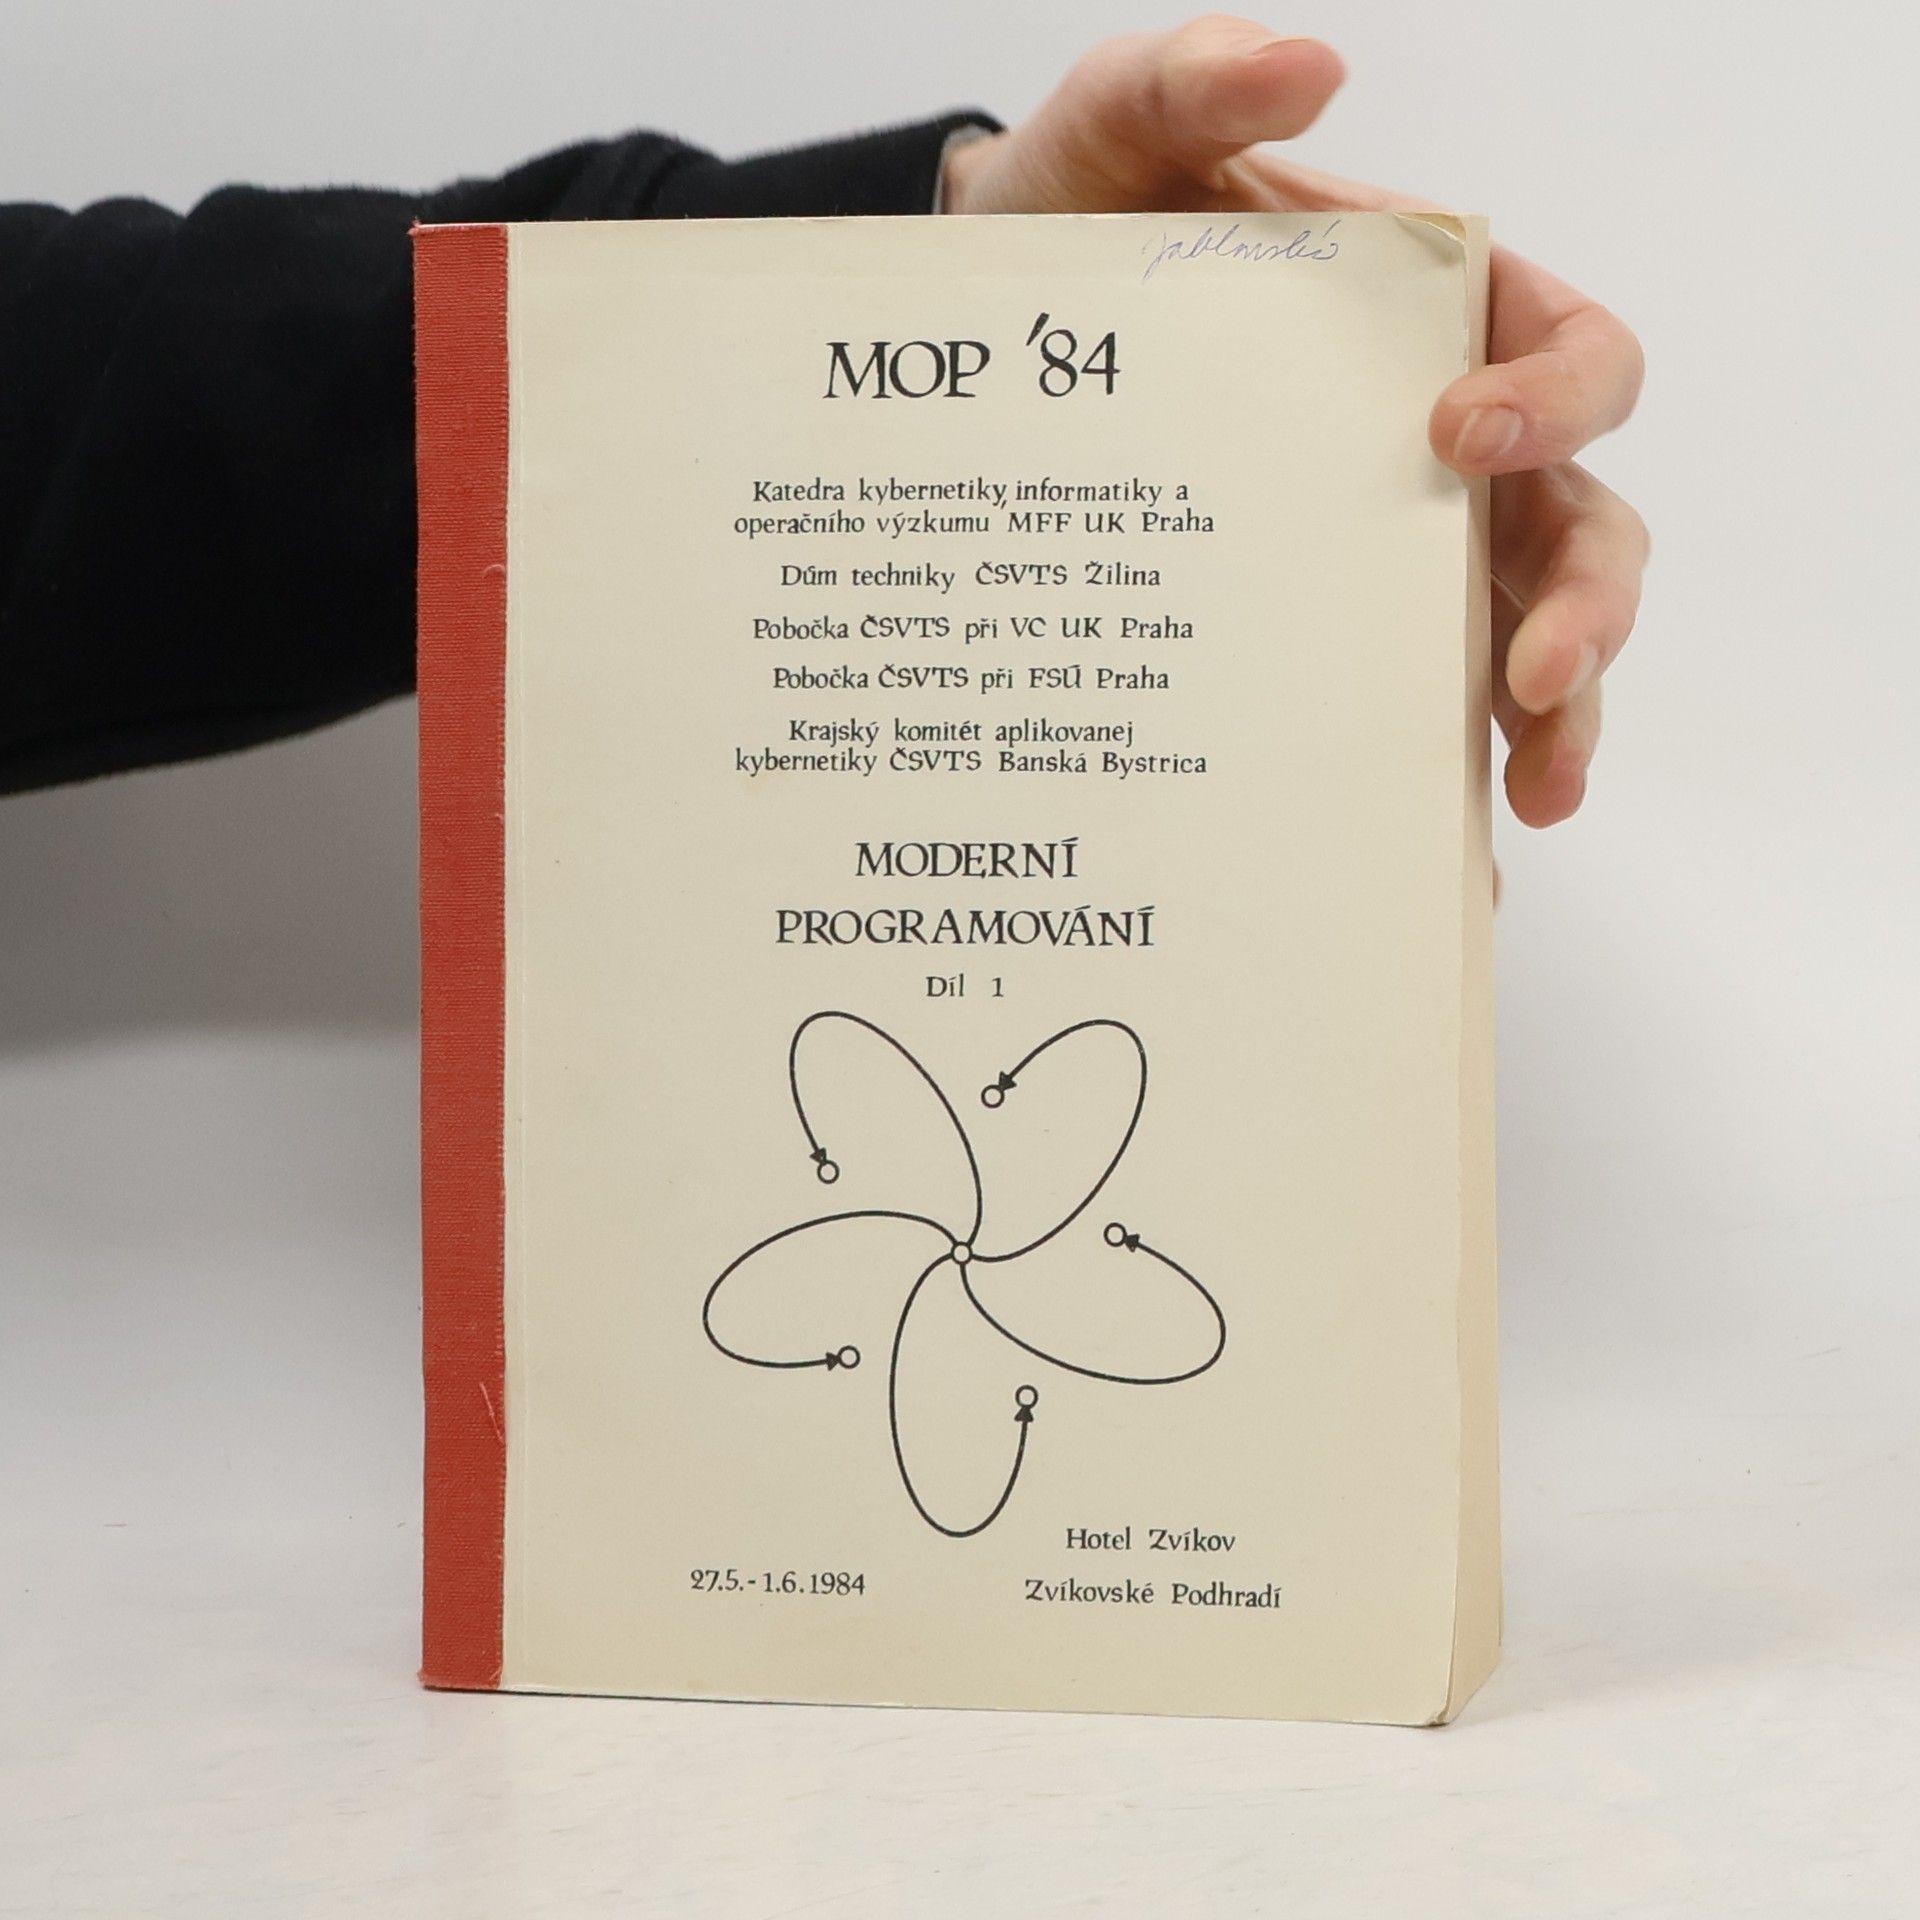 MOP '84
Katedra kybernetiky, informatiky a
operačního výzkumu MFF UK Praha
Dům techniky ČSVTS Žilina
Pobočka ČSVTS při VC UK Praha
Pobočka ČSVTS při FSÚ Praha
Krajský komitét aplikovanej
kybernetiky ČSVTS Banská Bystrica
MODERNÍ
PROGRAMOVÁNÍ
Díl 1
Hotel Zvíkov
27.5.-1.6.1984
Zvíkovské Podhradí